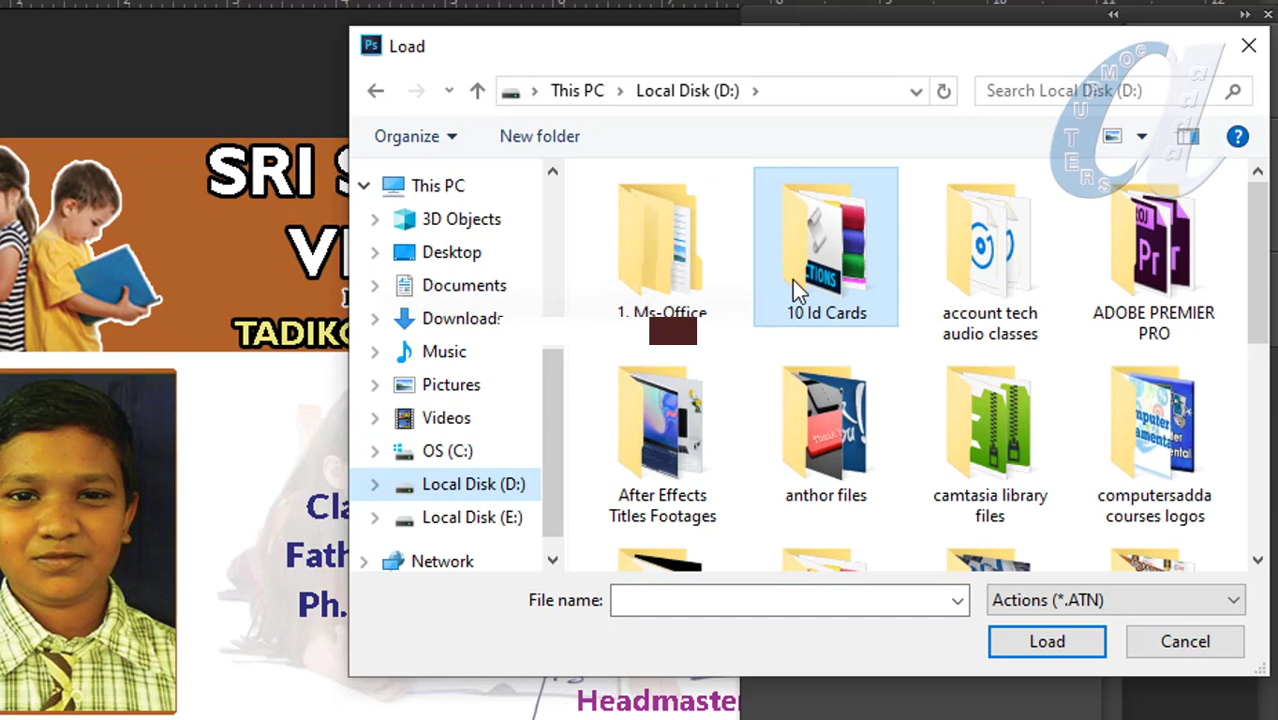 Load
This PC
Local Disk (D:)
Search Local Disk (D:)
Organize
New folder
This PC
3D Objects
Desktop
Documents
Downloads
Music
Pictures
Videos
OS (C:)
Local Disk (D:)
Local Disk (E:)
Network
1. Ms-Office
10 Id Cards
account tech
audio classes
ADOBE PREMIER
PRO
After Effects
Titles Footages
anthor files
camtasia library
files
computersadda
courses logos
File name:
Actions (*.ATN)
Load
Cancel
SRI S
TADIK
Cla
Fath
Ph.
Headmaster